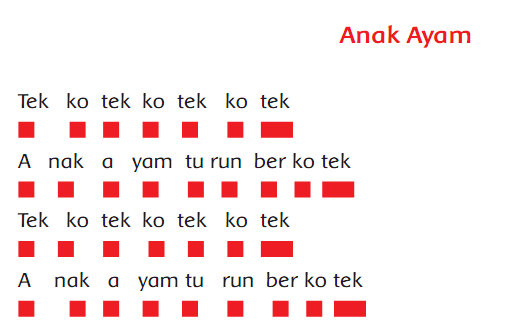 Anak Ayam
Tek ko tek ko tek ko tek
A nak a yam tu run ber ko tek
Tek ko tek ko tek ko tek
A nak a yam tu run ber ko tek